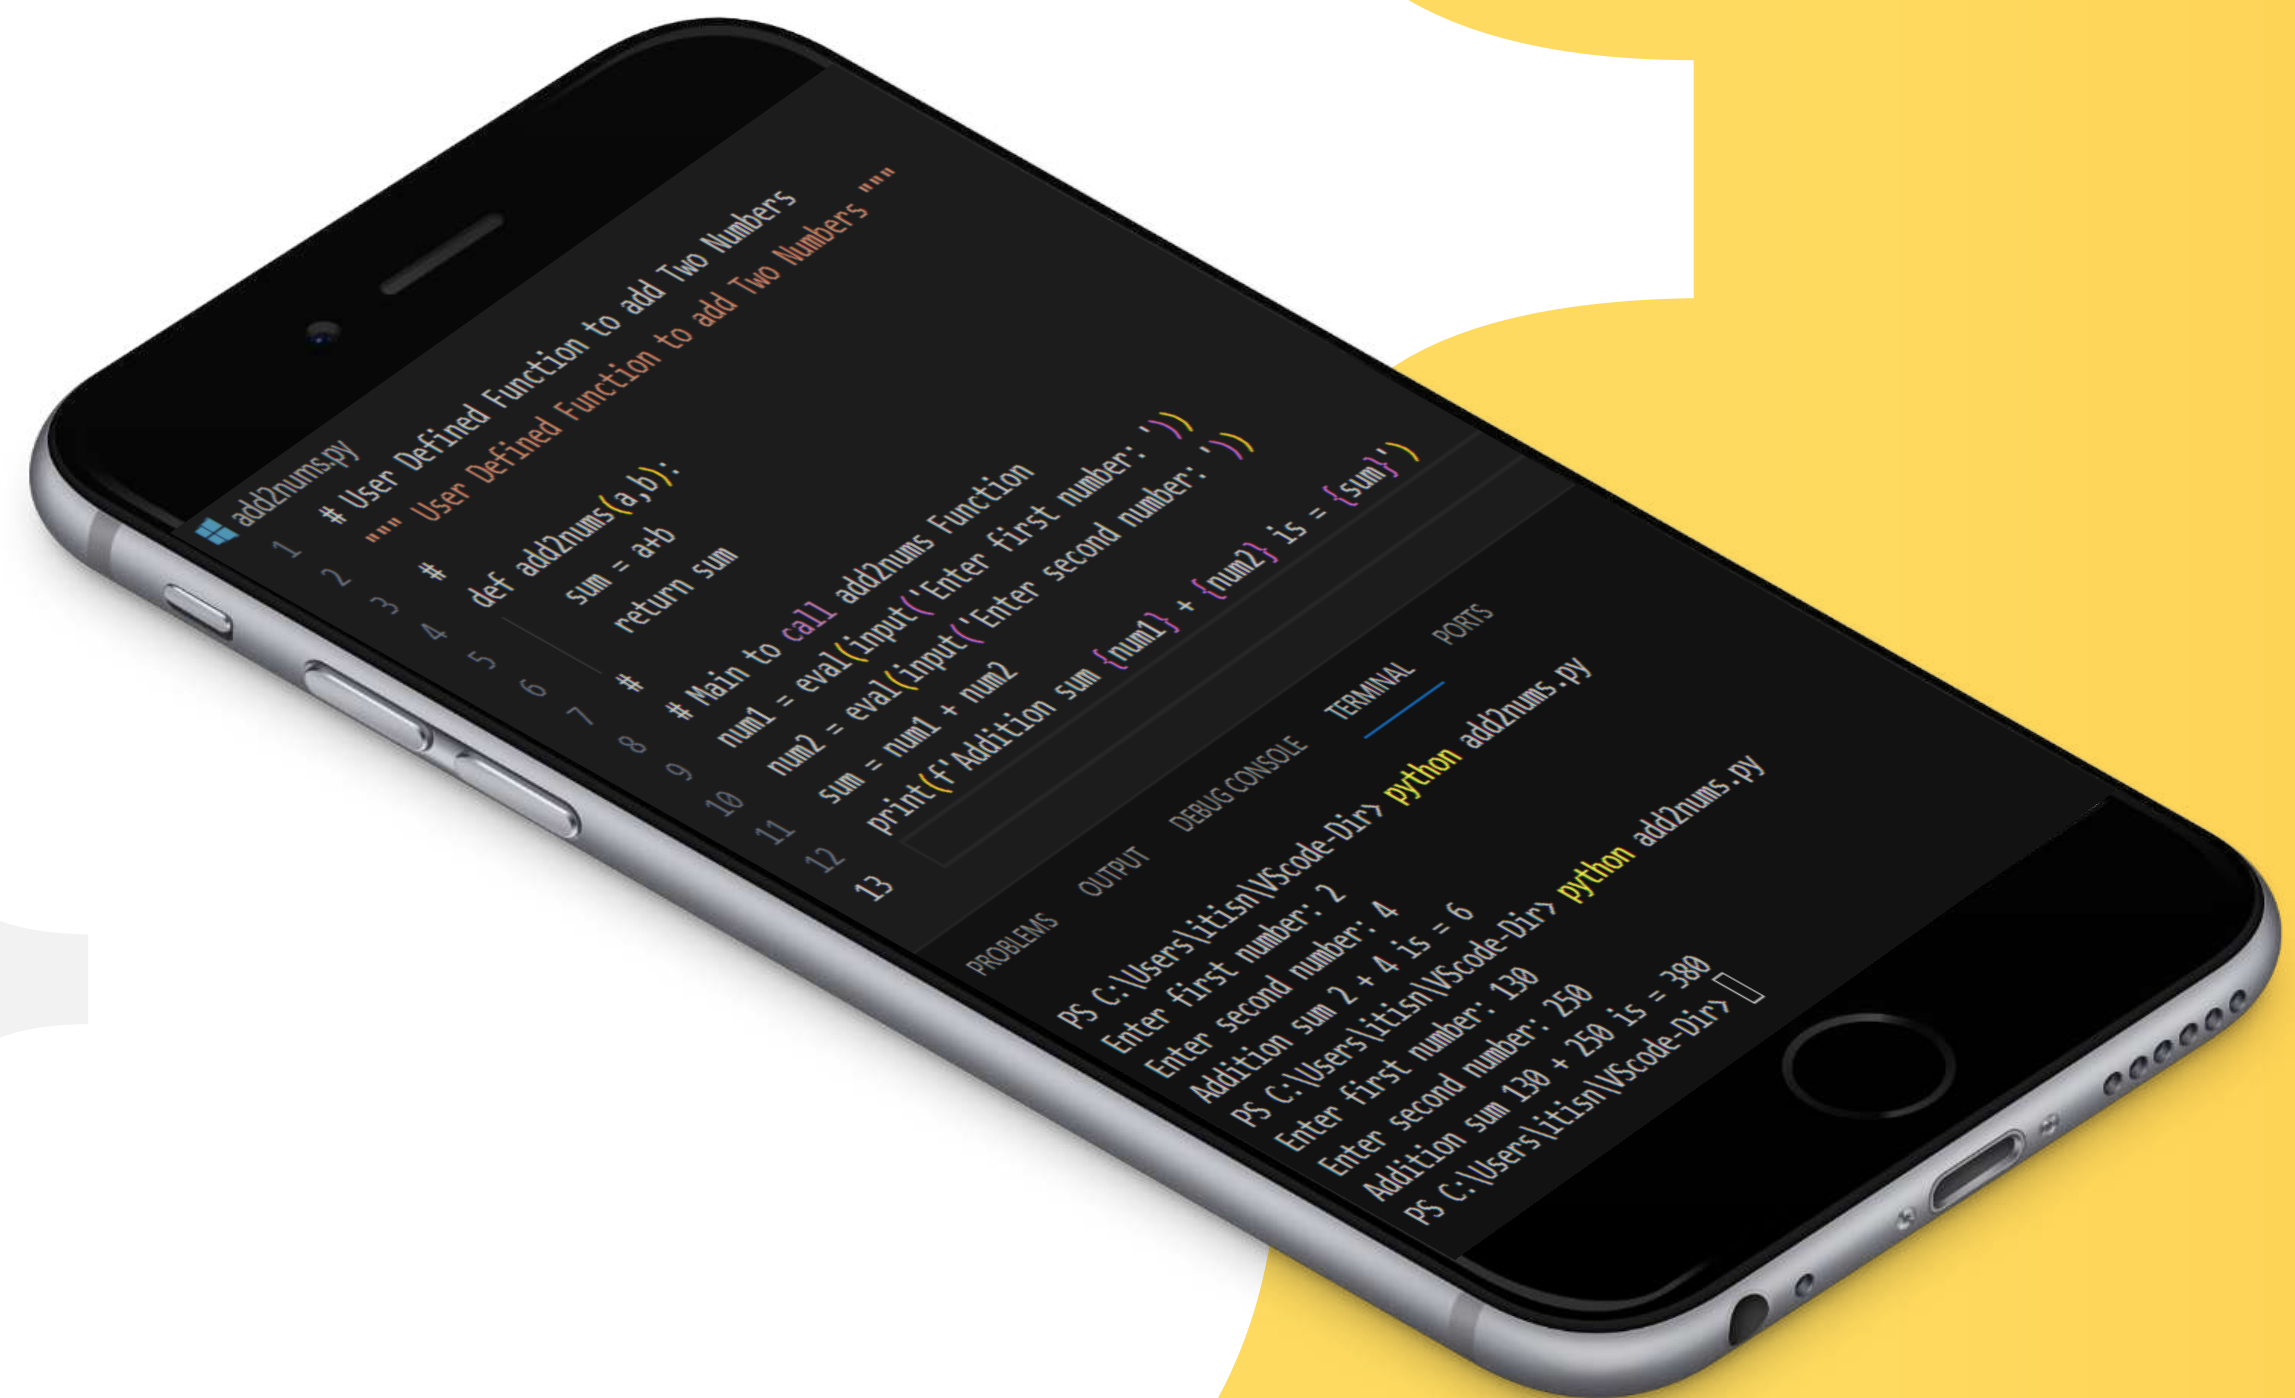 add2nums.py
1 # User Defined Function to add Two Numbers
2 """ User Defined Function to add Two Numbers """
3 #
4 def add2nums(a,b):
5 sum = a+b
6 return sum
7 #
8 # Main to call add2nums Function
9 num1 = eval(input('Enter first number: '))
10 num2 = eval(input('Enter second number: '))
11 sum = num1 + num2
12 print(f'Addition sum {num1} + {num2} is = {sum}')
13
PROBLEMS OUTPUT DEBUG CONSOLE TERMINAL PORTS
PS C:\Users\itisn\VScode-Dir> python add2nums.py
Enter first number: 2
Enter second number: 4
Addition sum 2 + 4 is = 6
PS C:\Users\itisn\VScode-Dir> python add2nums.py
Enter first number: 130
Enter second number: 250
Addition sum 130 + 250 is = 380
PS C:\Users\itisn\VScode-Dir>